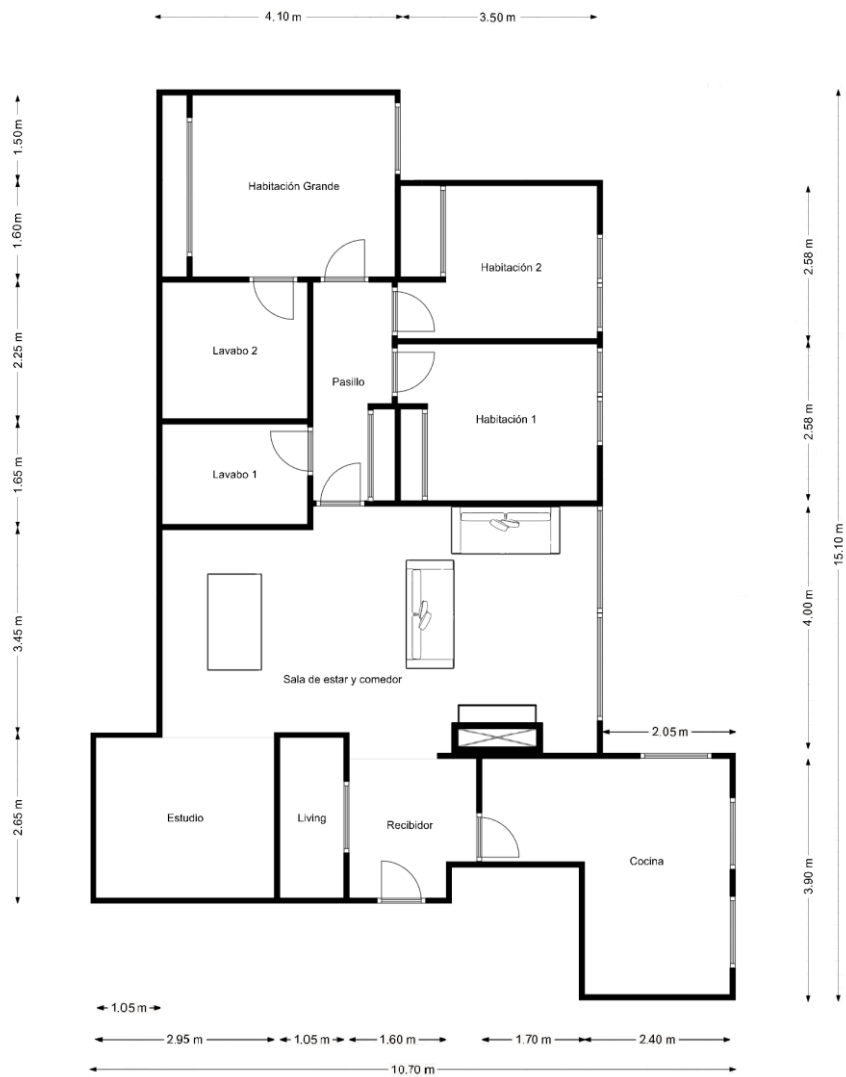 4.10 m
3.50 m
1.50m
1.60m
2.25 m
1.65 m
3.45 m
2.65 m
Habitación Grande
Habitación 2
Lavabo 2
Pasillo
Habitación 1
Lavabo 1
Sala de estar y comedor
Estudio
Living
Recibidor
Cocina
2.58 m
2.58 m
4.00 m
2.05 m
3.90 m
15.10 m
1.05 m
2.95 m
1.05 m
1.60 m
1.70 m
2.40 m
10.70 m